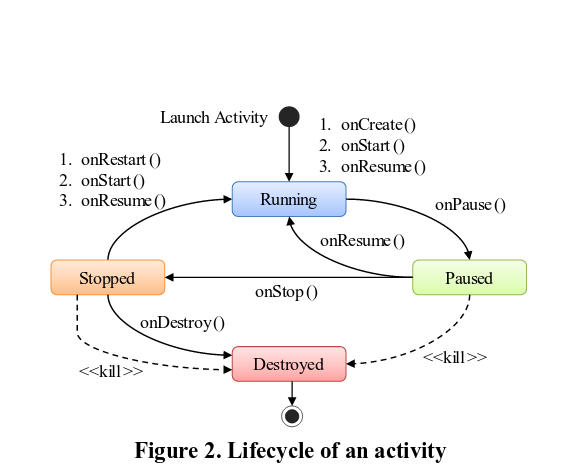 Launch Activity
1. onCreate()
2. onStart()
3. onResume()
1. onRestart()
2. onStart()
3. onResume()
Running
onPause()
onResume()
Stopped
Paused
onStop()
onDestroy()
Destroyed
<<kill>>
<<kill>>
Figure 2. Lifecycle of an activity